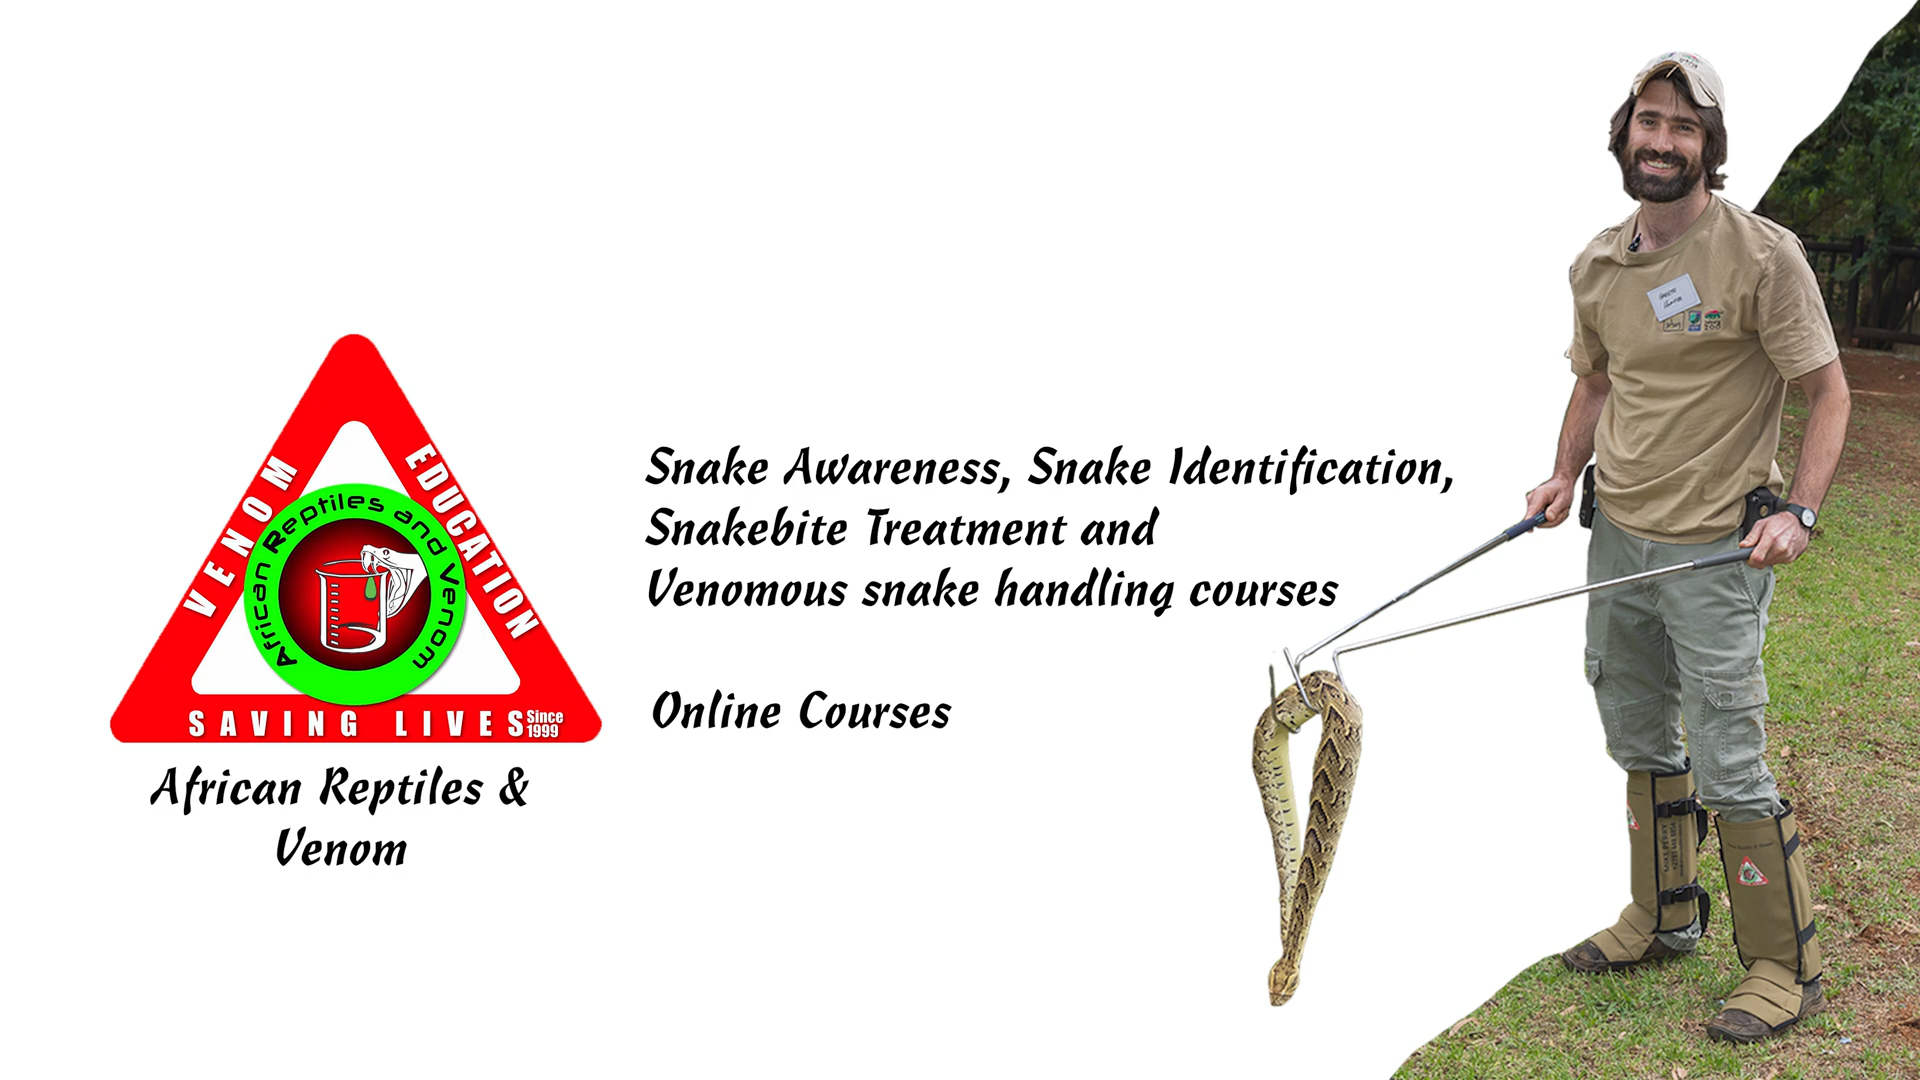 VENOM
EDUCATION
African Reptiles and Venom
SAVING LIVES Since 1999
African Reptiles &
Venom
Snake Awareness, Snake Identification,
Snakebite Treatment and
Venomous snake handling courses
Online Courses